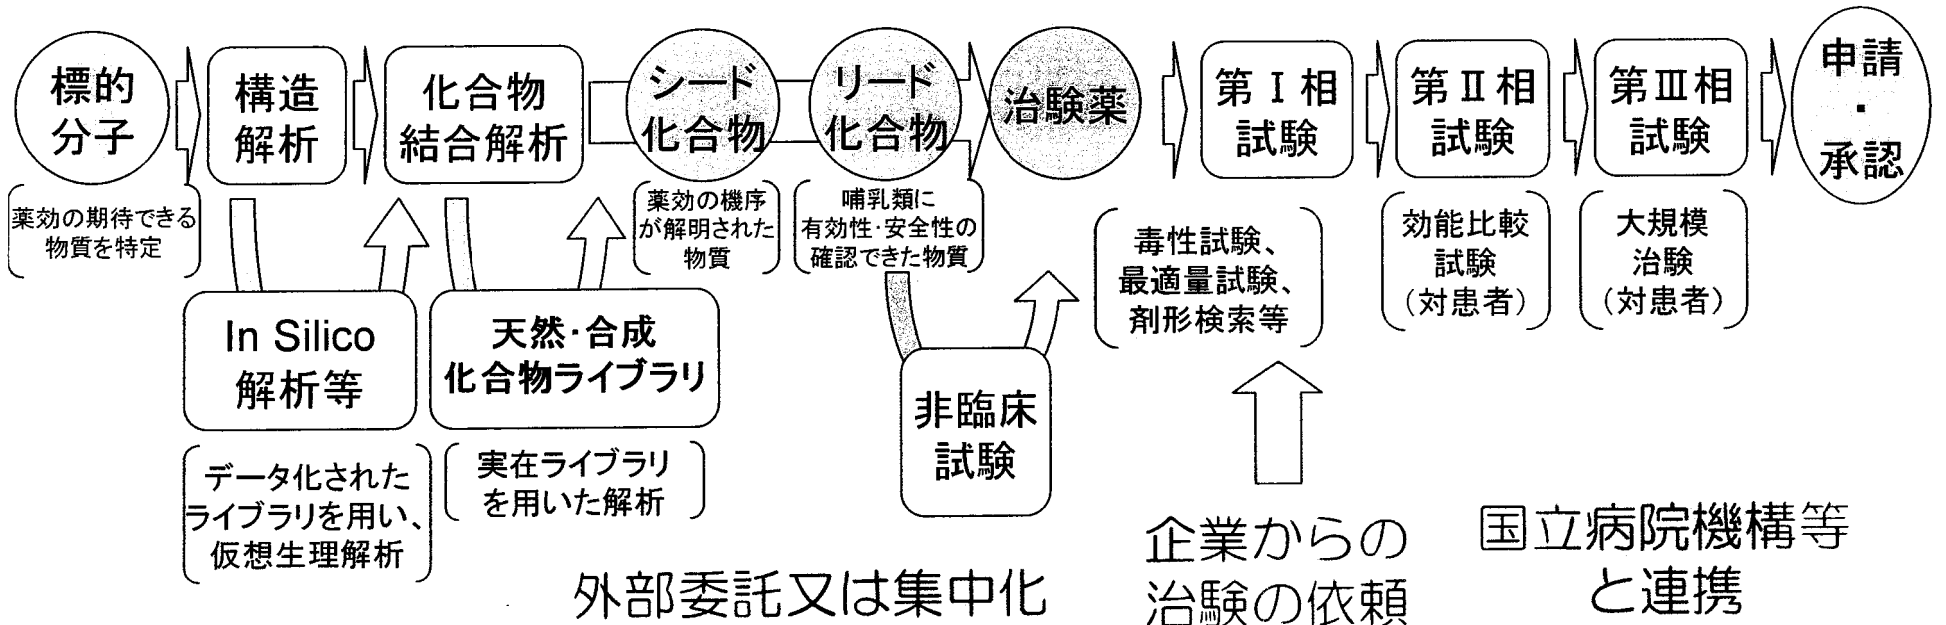 標的
分子
構造
解析
化合物
結合解析
シード
化合物
リード
化合物
治験薬
第Ⅰ相
試験
第Ⅱ相
試験
第Ⅲ相
試験
申請
・
承認
薬効の期待できる
物質を特定
薬効の機序
が解明された
物質
哺乳類に
有効性・安全性の
確認できた物質
毒性試験、
最適量試験、
剤形検索等
効能比較
試験
（対患者）
大規模
治験
（対患者）
In Silico
解析等
天然・合成
化合物ライブラリ
非臨床
試験
データ化された
ライブラリを用い、
仮想生理解析
実在ライブラリ
を用いた解析
外部委託又は集中化
企業からの
治験の依頼
国立病院機構等
と連携